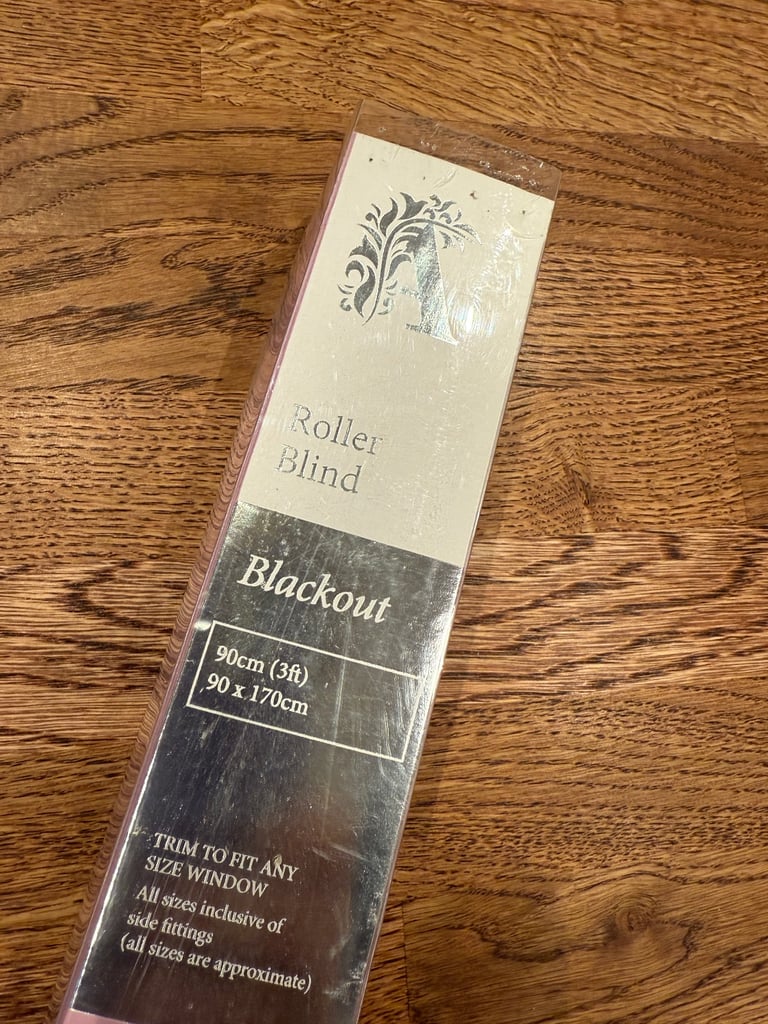 A
Roller
Blind
Blackout
90cm (3ft)
90 x 170cm
TRIM TO FIT ANY
SIZE WINDOW
All sizes inclusive of
side fittings
(all sizes are approximate)